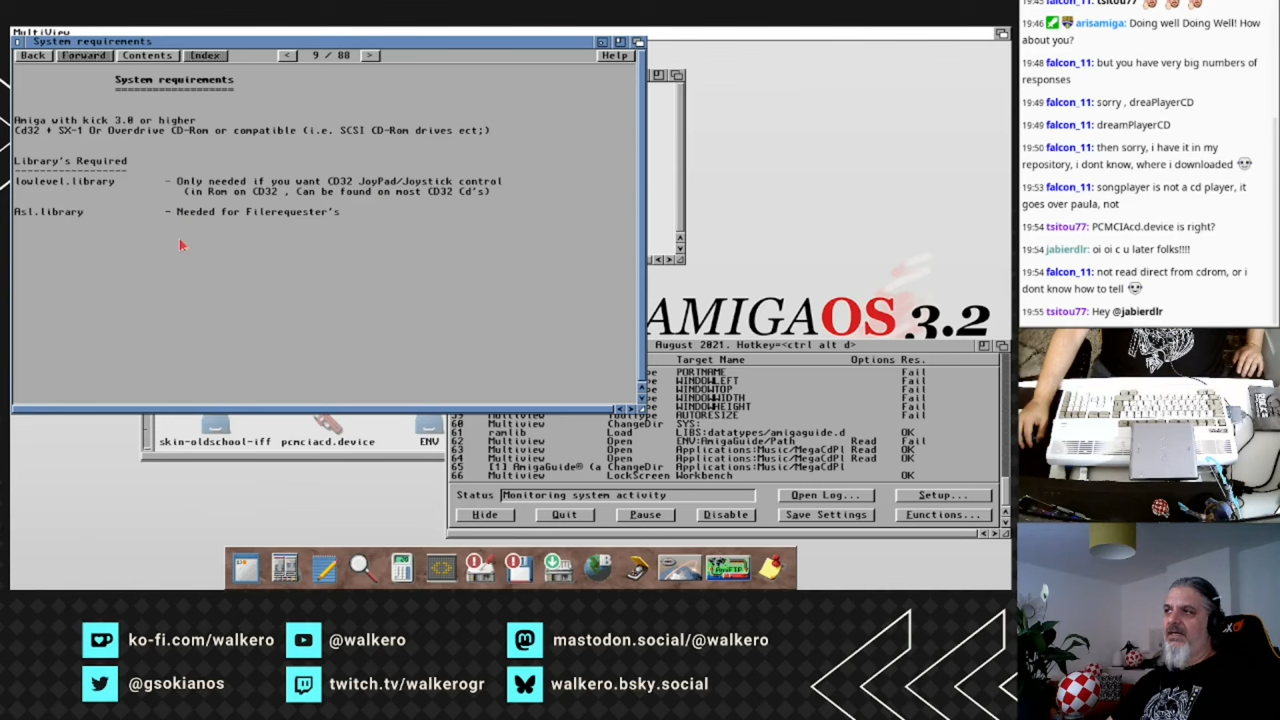 MultiView
System requirements
Back Forward Contents Index < 9 / 88 > Help
System requirements
===================
Amiga with kick 3.0 or higher
Cd32 + SX-1 Or Overdrive CD-Rom or compatible (i.e. SCSI CD-Rom drives ect;)
Library's Required
------------------
lowlevel.library - Only needed if you want CD32 JoyPad/Joystick control
(in Rom on CD32 , Can be found on most CD32 Cd's)
Asl.library - Needed for Filerequester's
AMIGAOS 3.2
August 2021. Hotkey=<ctrl alt d>
Target Name Options Res.
PORTNAME Fail
WINDOWLEFT Fail
WINDOWTOP Fail
WINDOWWIDTH Fail
WINDOWHEIGHT Fail
AUTORESIZE Fail
60 Multiview ChangeDir SYS:
61 ramlib Load LIBS:datatypes/amigaguide.d OK
62 Multiview Open ENV:AmigaGuide/Path Read Fail
63 Multiview Open Applications:Music/MegaCdPl Read OK
64 Multiview Open Applications:Music/MegaCdPl Read OK
65 [1] AmigaGuide® (a ChangeDir Applications:Music/MegaCdPl
66 Multiview LockScreen Workbench OK
Status Monitoring system activity Open Log... Setup...
Hide Quit Pause Disable Save Settings Functions...
skin-oldschool-iff pcmciacd.device ENV
AmiFTP
ko-fi.com/walkero @walkero mastodon.social/@walkero
@gsokianos twitch.tv/walkerogr walkero.bsky.social
19:45 falcon_11: tsitou77
19:46 arisamiga: Doing well Doing Well! How
about you?
19:48 falcon_11: but you have very big numbers of
responses
19:49 falcon_11: sorry , dreaPlayerCD
19:49 falcon_11: dreamPlayerCD
19:50 falcon_11: then sorry, i have it in my
repository, i dont know, where i downloaded
19:53 falcon_11: songplayer is not a cd player, it
goes over paula, not
19:54 tsitou77: PCMCIAcd.device is right?
19:54 jabierdlr: oi oi c u later folks!!!!
19:54 falcon_11: not read direct from cdrom, or i
dont know how to tell
19:55 tsitou77: Hey @jabierdlr